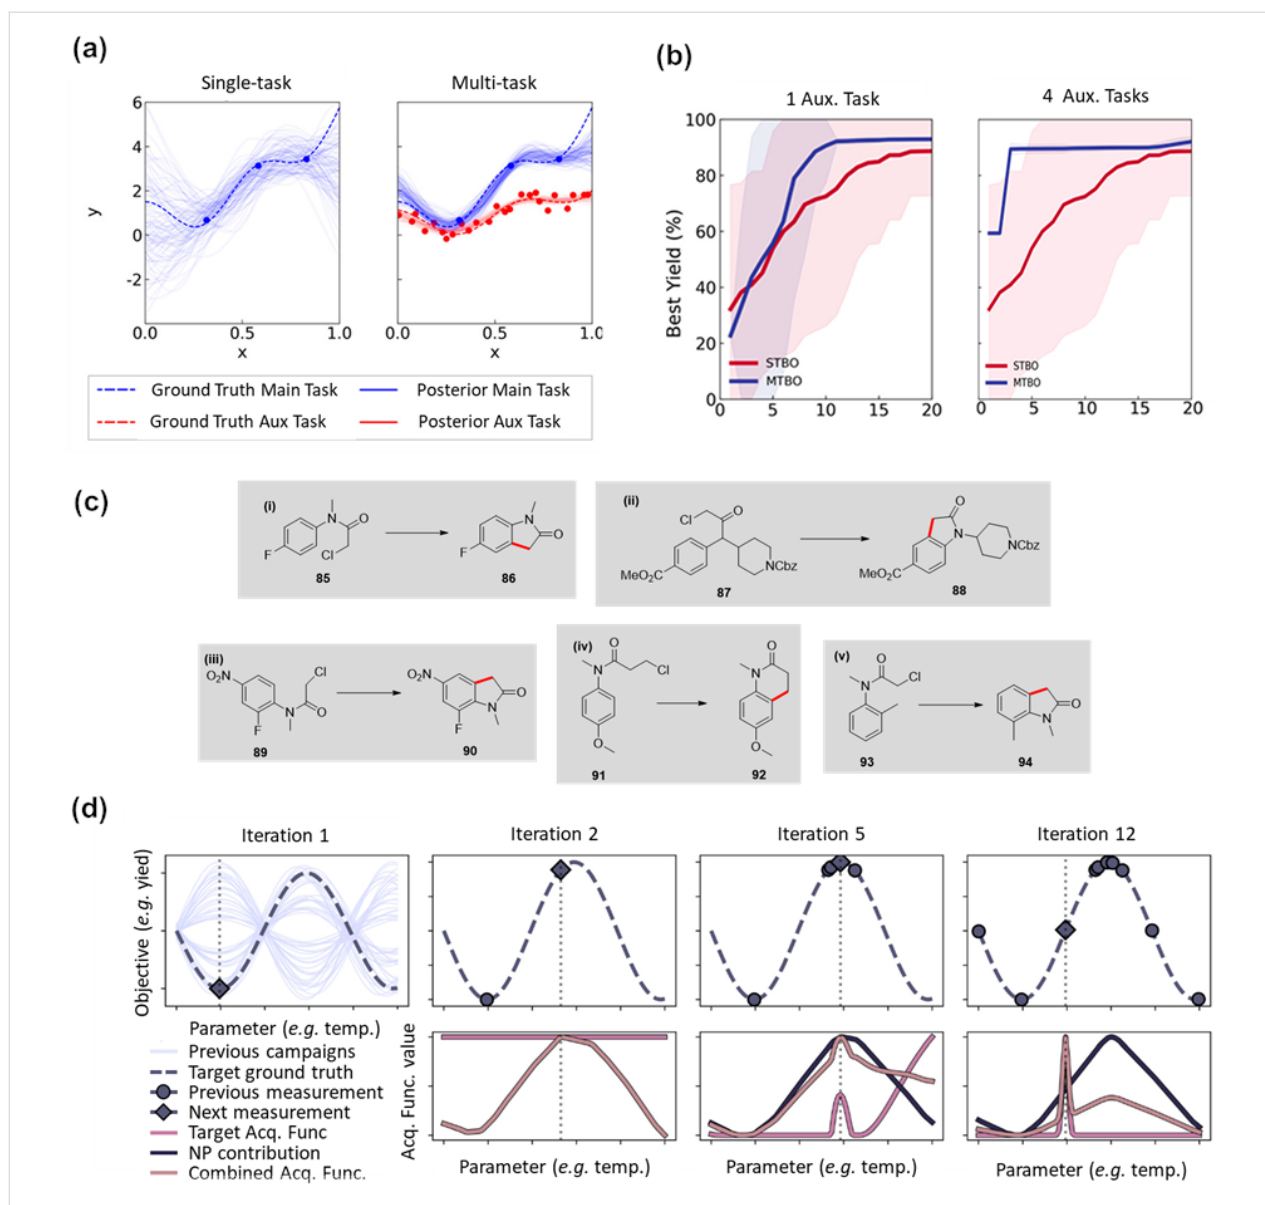 (a)
Single-task
Multi-task
6
4
2
0
-2
y
0.0
0.5
1.0
x
0.0
0.5
1.0
x
Ground Truth Main Task
Posterior Main Task
Ground Truth Aux Task
Posterior Aux Task
(b)
1 Aux. Task
4 Aux. Tasks
100
80
60
40
20
0
Best Yield (%)
STBO
MTBO
0
5
10
15
20
STBO
MTBO
0
5
10
15
20
(c)
(i)
N
O
F
Cl
85
N
O
F
86
(ii)
Cl
O
MeO2C
NCbz
87
O
N
NCbz
MeO2C
88
(iii)
O2N
Cl
N
O
F
89
NO2
O
N
F
90
(iv)
O
N
Cl
O
91
O
N
O
92
(v)
O
N
Cl
93
O
N
94
(d)
Iteration 1
Iteration 2
Iteration 5
Iteration 12
Objective (e.g. yied)
Parameter (e.g. temp.)
Previous campaigns
Target ground truth
Previous measurement
Next measurement
Target Acq. Func
NP contribution
Combined Acq. Func.
Acq. Func. value
Parameter (e.g. temp.)
Parameter (e.g. temp.)
Parameter (e.g. temp.)